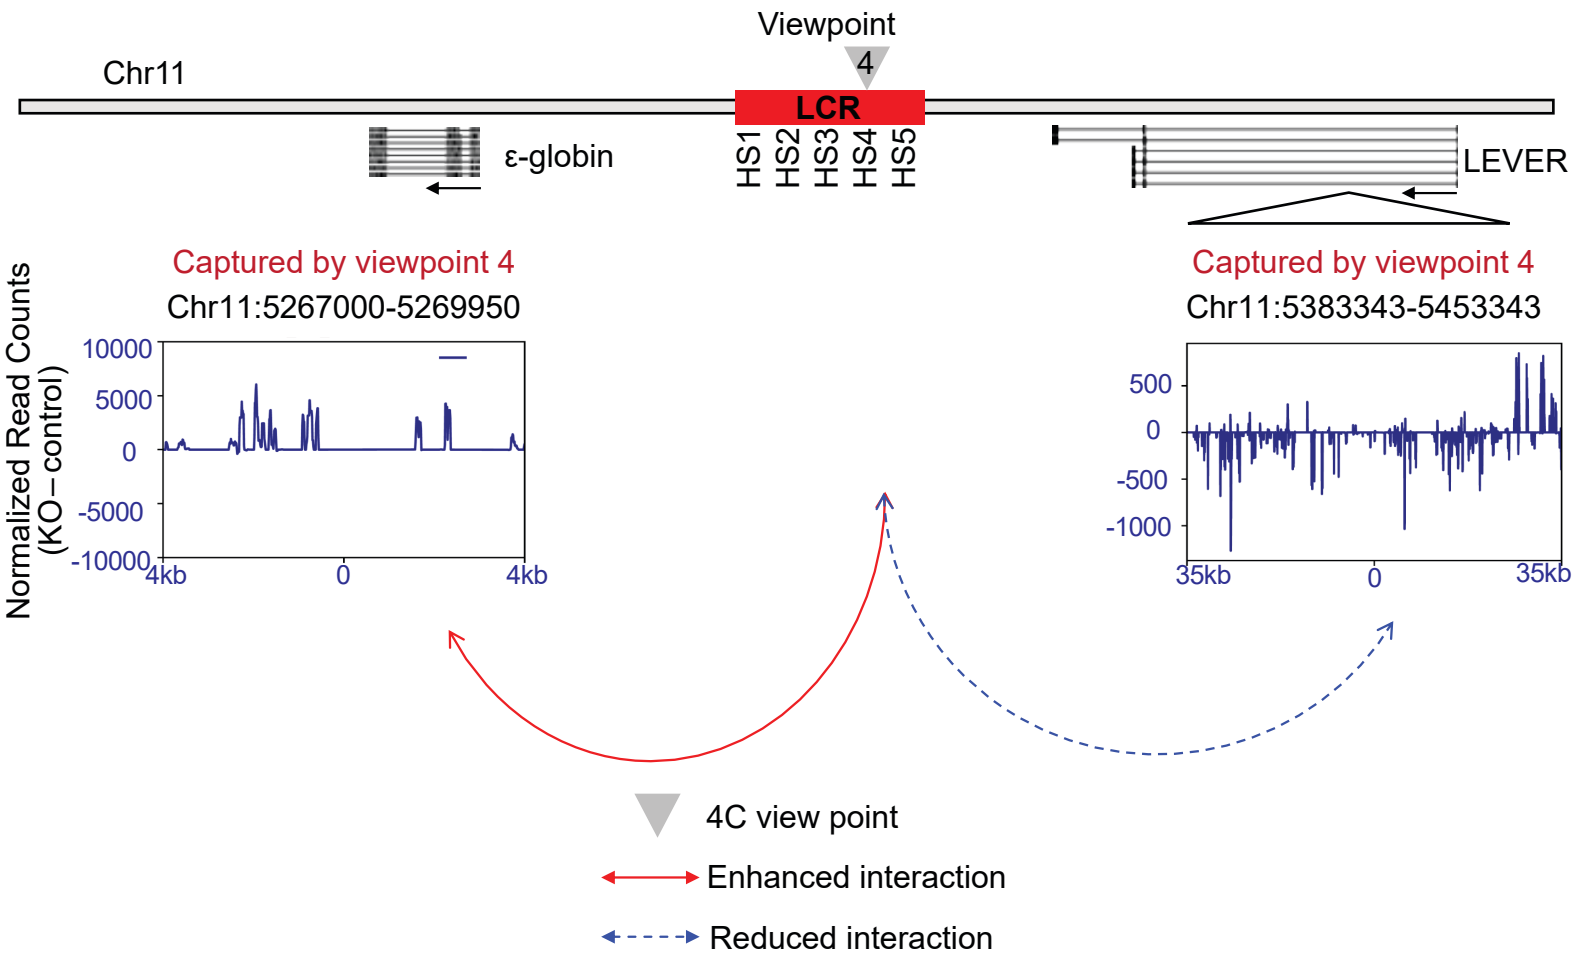 Viewpoint
4
Chr11
LCR
HS1
HS2
HS3
HS4
HS5
ε-globin
LEVER
Captured by viewpoint 4
Chr11:5267000-5269950
Captured by viewpoint 4
Chr11:5383343-5453343
Normalized Read Counts
(KO–control)
10000
5000
0
-5000
-10000
4kb
0
4kb
500
0
-500
-1000
35kb
0
35kb
4C view point
Enhanced interaction
Reduced interaction